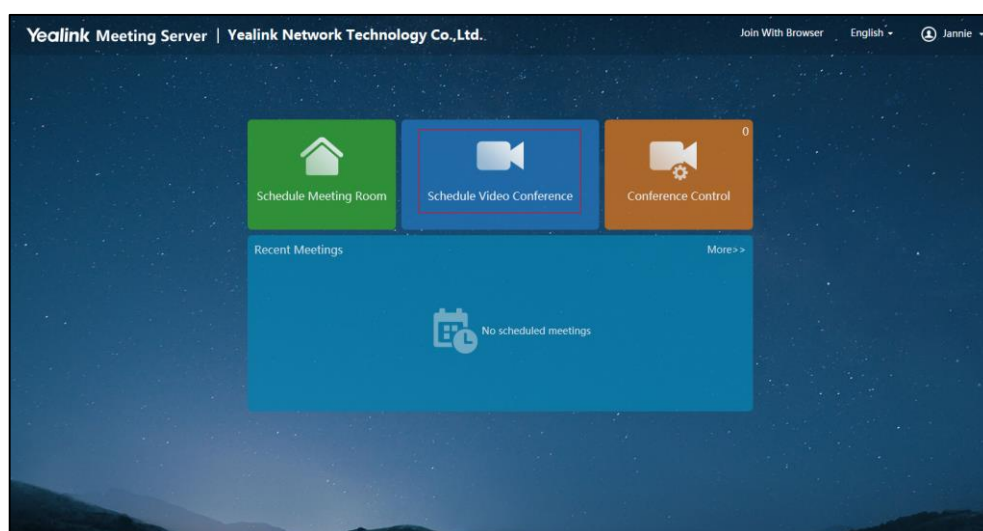 Yealink Meeting Server | Yealink Network Technology Co.,Ltd.
Join With Browser English Jannie
0
Schedule Meeting Room Schedule Video Conference Conference Control
Recent Meetings More>>
No scheduled meetings